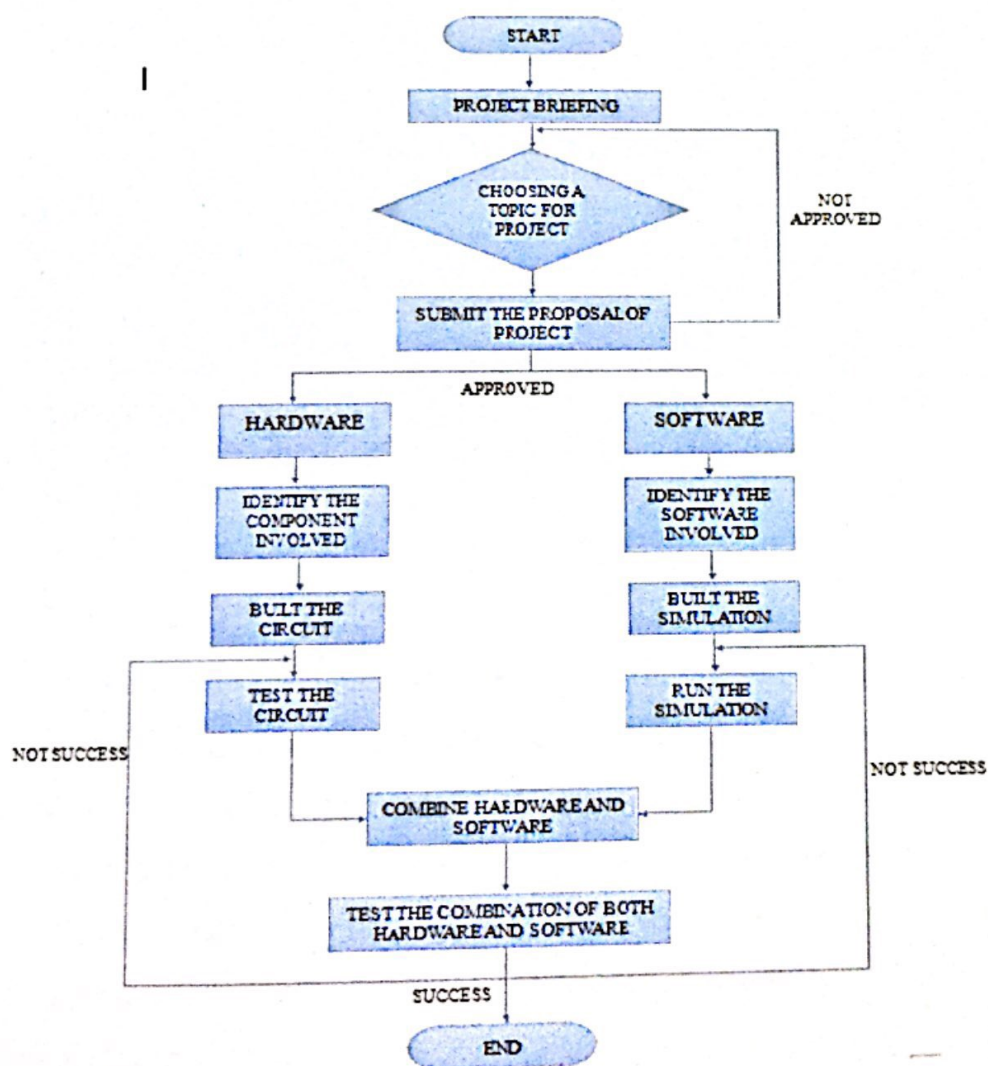 START
PROJECT BRIEFING
CHOOSING A
TOPIC FOR
PROJECT
NOT
APPROVED
SUBMIT THE PROPOSAL OF
PROJECT
APPROVED
HARDWARE
SOFTWARE
IDENTIFY THE
COMPONENT
INVOLVED
IDENTIFY THE
SOFTWARE
INVOLVED
BUILT THE
CIRCUIT
BUILT THE
SIMULATION
TEST THE
CIRCUIT
RUN THE
SIMULATION
NOT SUCCESS
NOT SUCCESS
COMBINE HARDWARE AND
SOFTWARE
TEST THE COMBINATION OF BOTH
HARDWARE AND SOFTWARE
SUCCESS
END